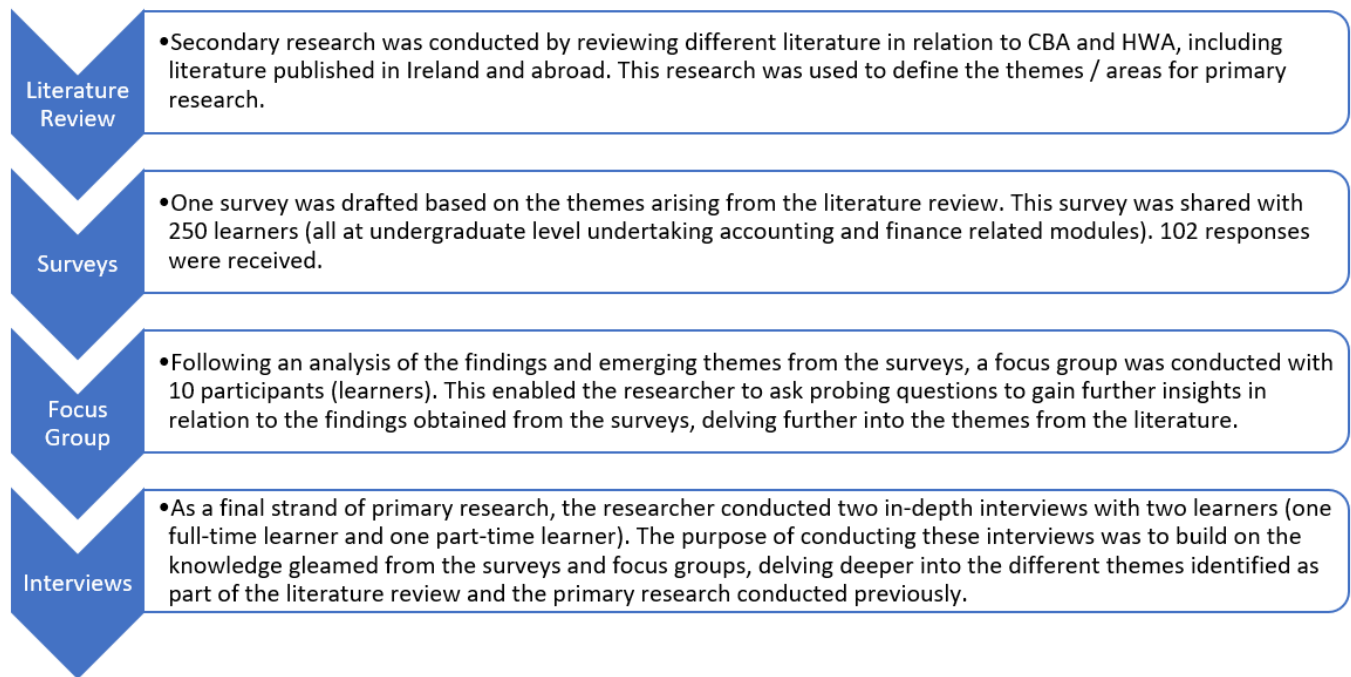 Literature
Review
•Secondary research was conducted by reviewing different literature in relation to CBA and HWA, including
literature published in Ireland and abroad. This research was used to define the themes / areas for primary
research.
Surveys
•One survey was drafted based on the themes arising from the literature review. This survey was shared with
250 learners (all at undergraduate level undertaking accounting and finance related modules). 102 responses
were received.
Focus
Group
•Following an analysis of the findings and emerging themes from the surveys, a focus group was conducted with
10 participants (learners). This enabled the researcher to ask probing questions to gain further insights in
relation to the findings obtained from the surveys, delving further into the themes from the literature.
Interviews
•As a final strand of primary research, the researcher conducted two in-depth interviews with two learners (one
full-time learner and one part-time learner). The purpose of conducting these interviews was to build on the
knowledge gleamed from the surveys and focus groups, delving deeper into the different themes identified as
part of the literature review and the primary research conducted previously.